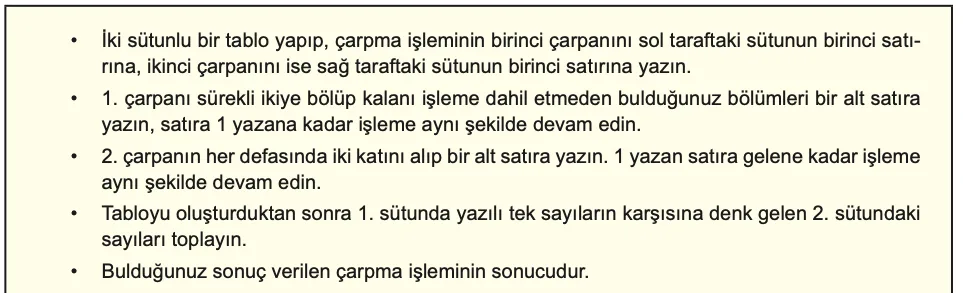 • İki sütunlu bir tablo yapıp, çarpma işleminin birinci çarpanını sol taraftaki sütunun birinci satı-
rına, ikinci çarpanını ise sağ taraftaki sütunun birinci satırına yazın.
• 1. çarpanı sürekli ikiye bölüp kalanı işleme dahil etmeden bulduğunuz bölümleri bir alt satıra
yazın, satıra 1 yazana kadar işleme aynı şekilde devam edin.
• 2. çarpanın her defasında iki katını alıp bir alt satıra yazın. 1 yazan satıra gelene kadar işleme
aynı şekilde devam edin.
• Tabloyu oluşturduktan sonra 1. sütunda yazılı tek sayıların karşısına denk gelen 2. sütundaki
sayıları toplayın.
• Bulduğunuz sonuç verilen çarpma işleminin sonucudur.